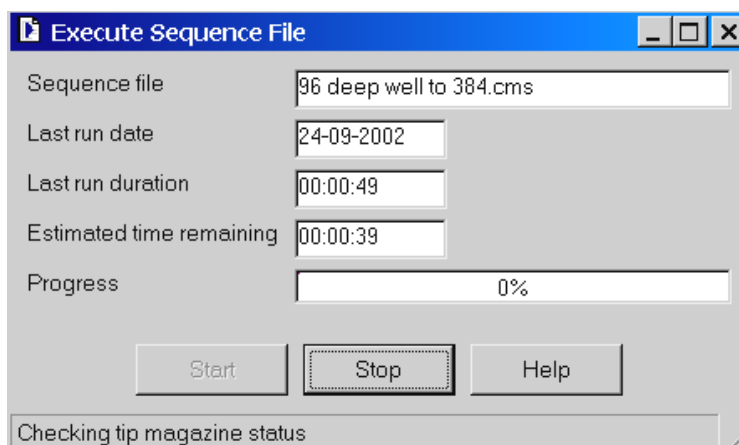 Execute Sequence File
Sequence file 96 deep well to 384.cms
Last run date 24-09-2002
Last run duration 00:00:49
Estimated time remaining 00:00:39
Progress 0%
Start Stop Help
Checking tip magazine status